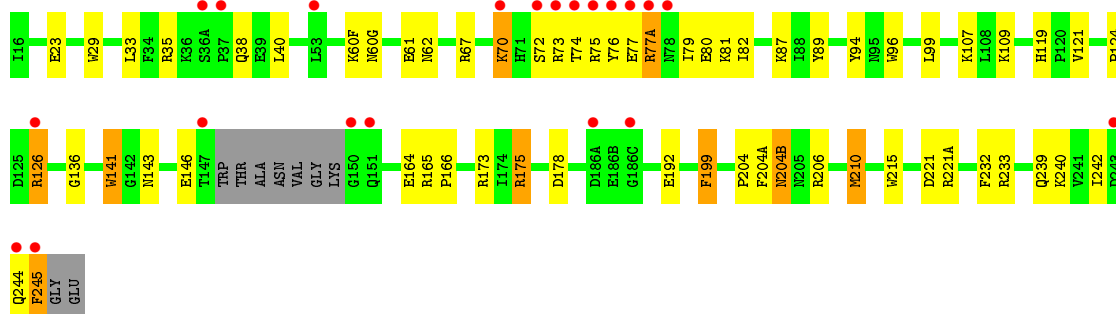 I16 E23 W29 L33 F34 R35 K36 S36A P37 Q38 E39 L40 L53 K60F N60G E61 N62 R67 K70 H71 S72 R73 T74 R75 Y76 E77 R77A N78 I79 E80 K81 I82 K87 I88 Y89 Y94 N95 W96 L99 K107 L108 K109 H119 P120 V121
D125 R126 G136 W141 G142 N143 E146 T147 TRP THR ALA ASN VAL GLY LYS G150 Q151 E164 R165 P166 R173 I174 R175 D178 D186A E186B G186C E192 F199 P204 F204A N204B N205 R206 M210 W215 D221 R221A F232 R233 Q239 K240 V241 I242
Q244 F245 GLY GLU